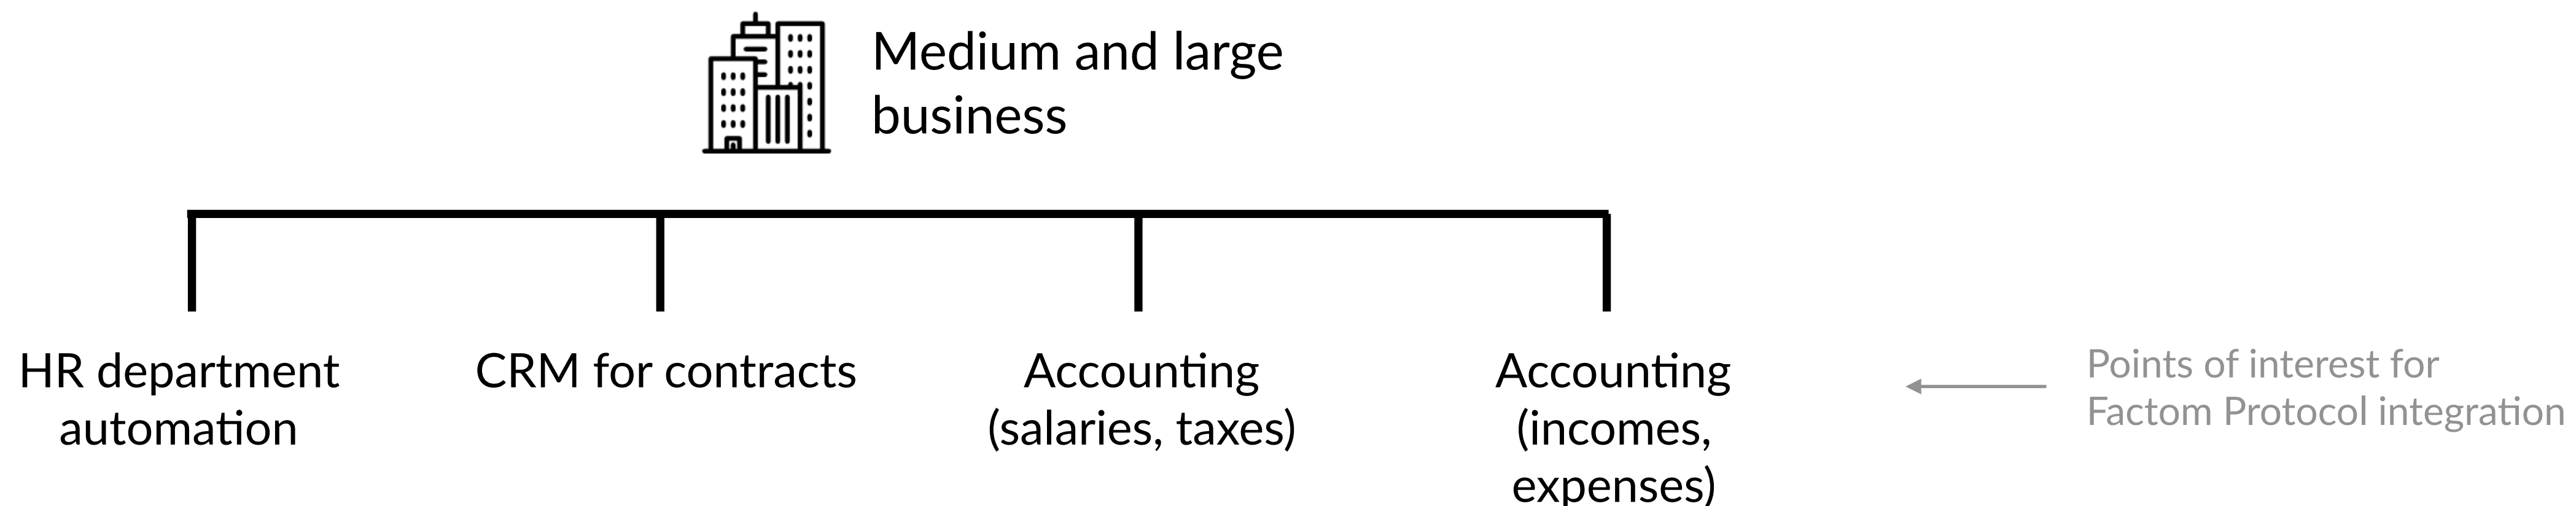 Medium and large
business
HR department
automation
CRM for contracts
Accounting
(salaries, taxes)
Accounting
(incomes,
expenses)
Points of interest for
Factom Protocol integration